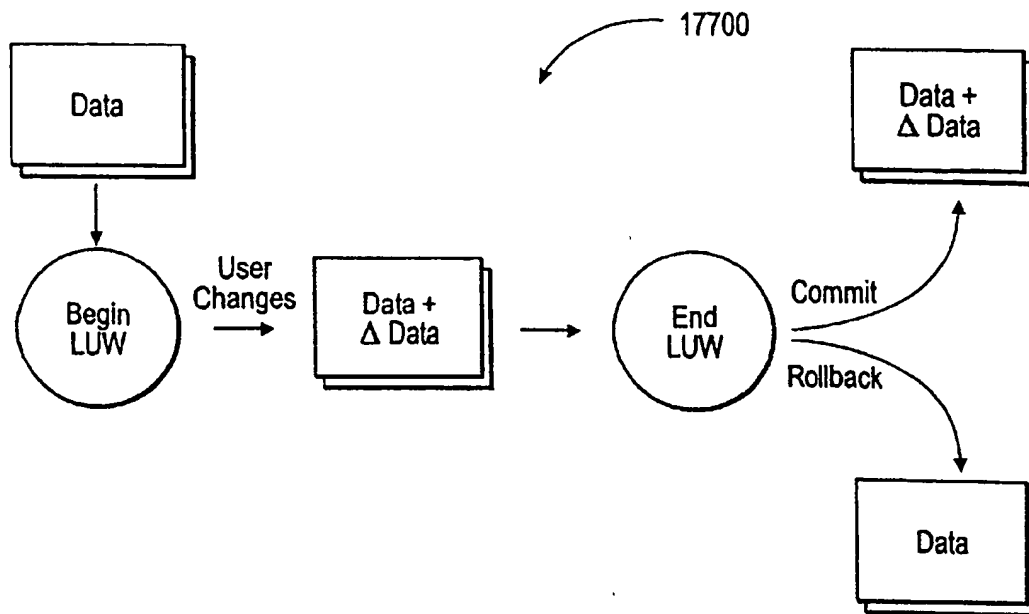 17700
Data
Data +
Δ Data
User
Changes
Begin
LUW
Data +
Δ Data
End
LUW
Commit
Rollback
Data